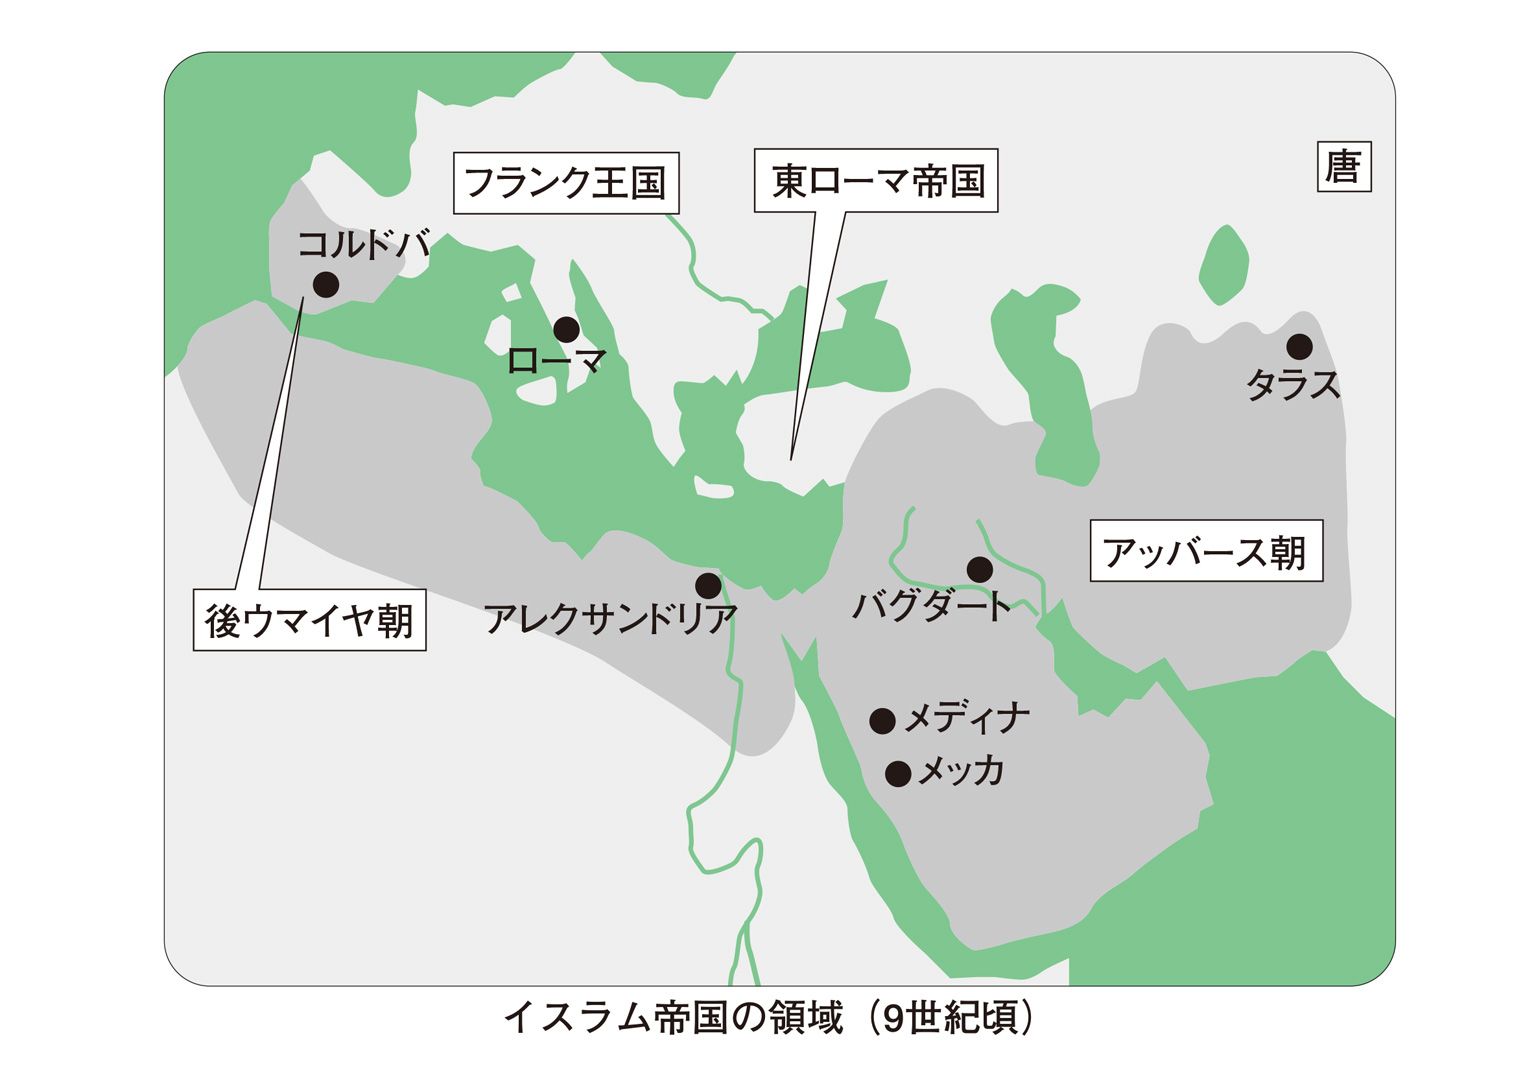 フランク王国
東ローマ帝国
唐
コルドバ
ローマ
タラス
アッバース朝
後ウマイヤ朝
アレクサンドリア
バグダート
メディナ
メッカ
イスラム帝国の領域（9世紀頃）